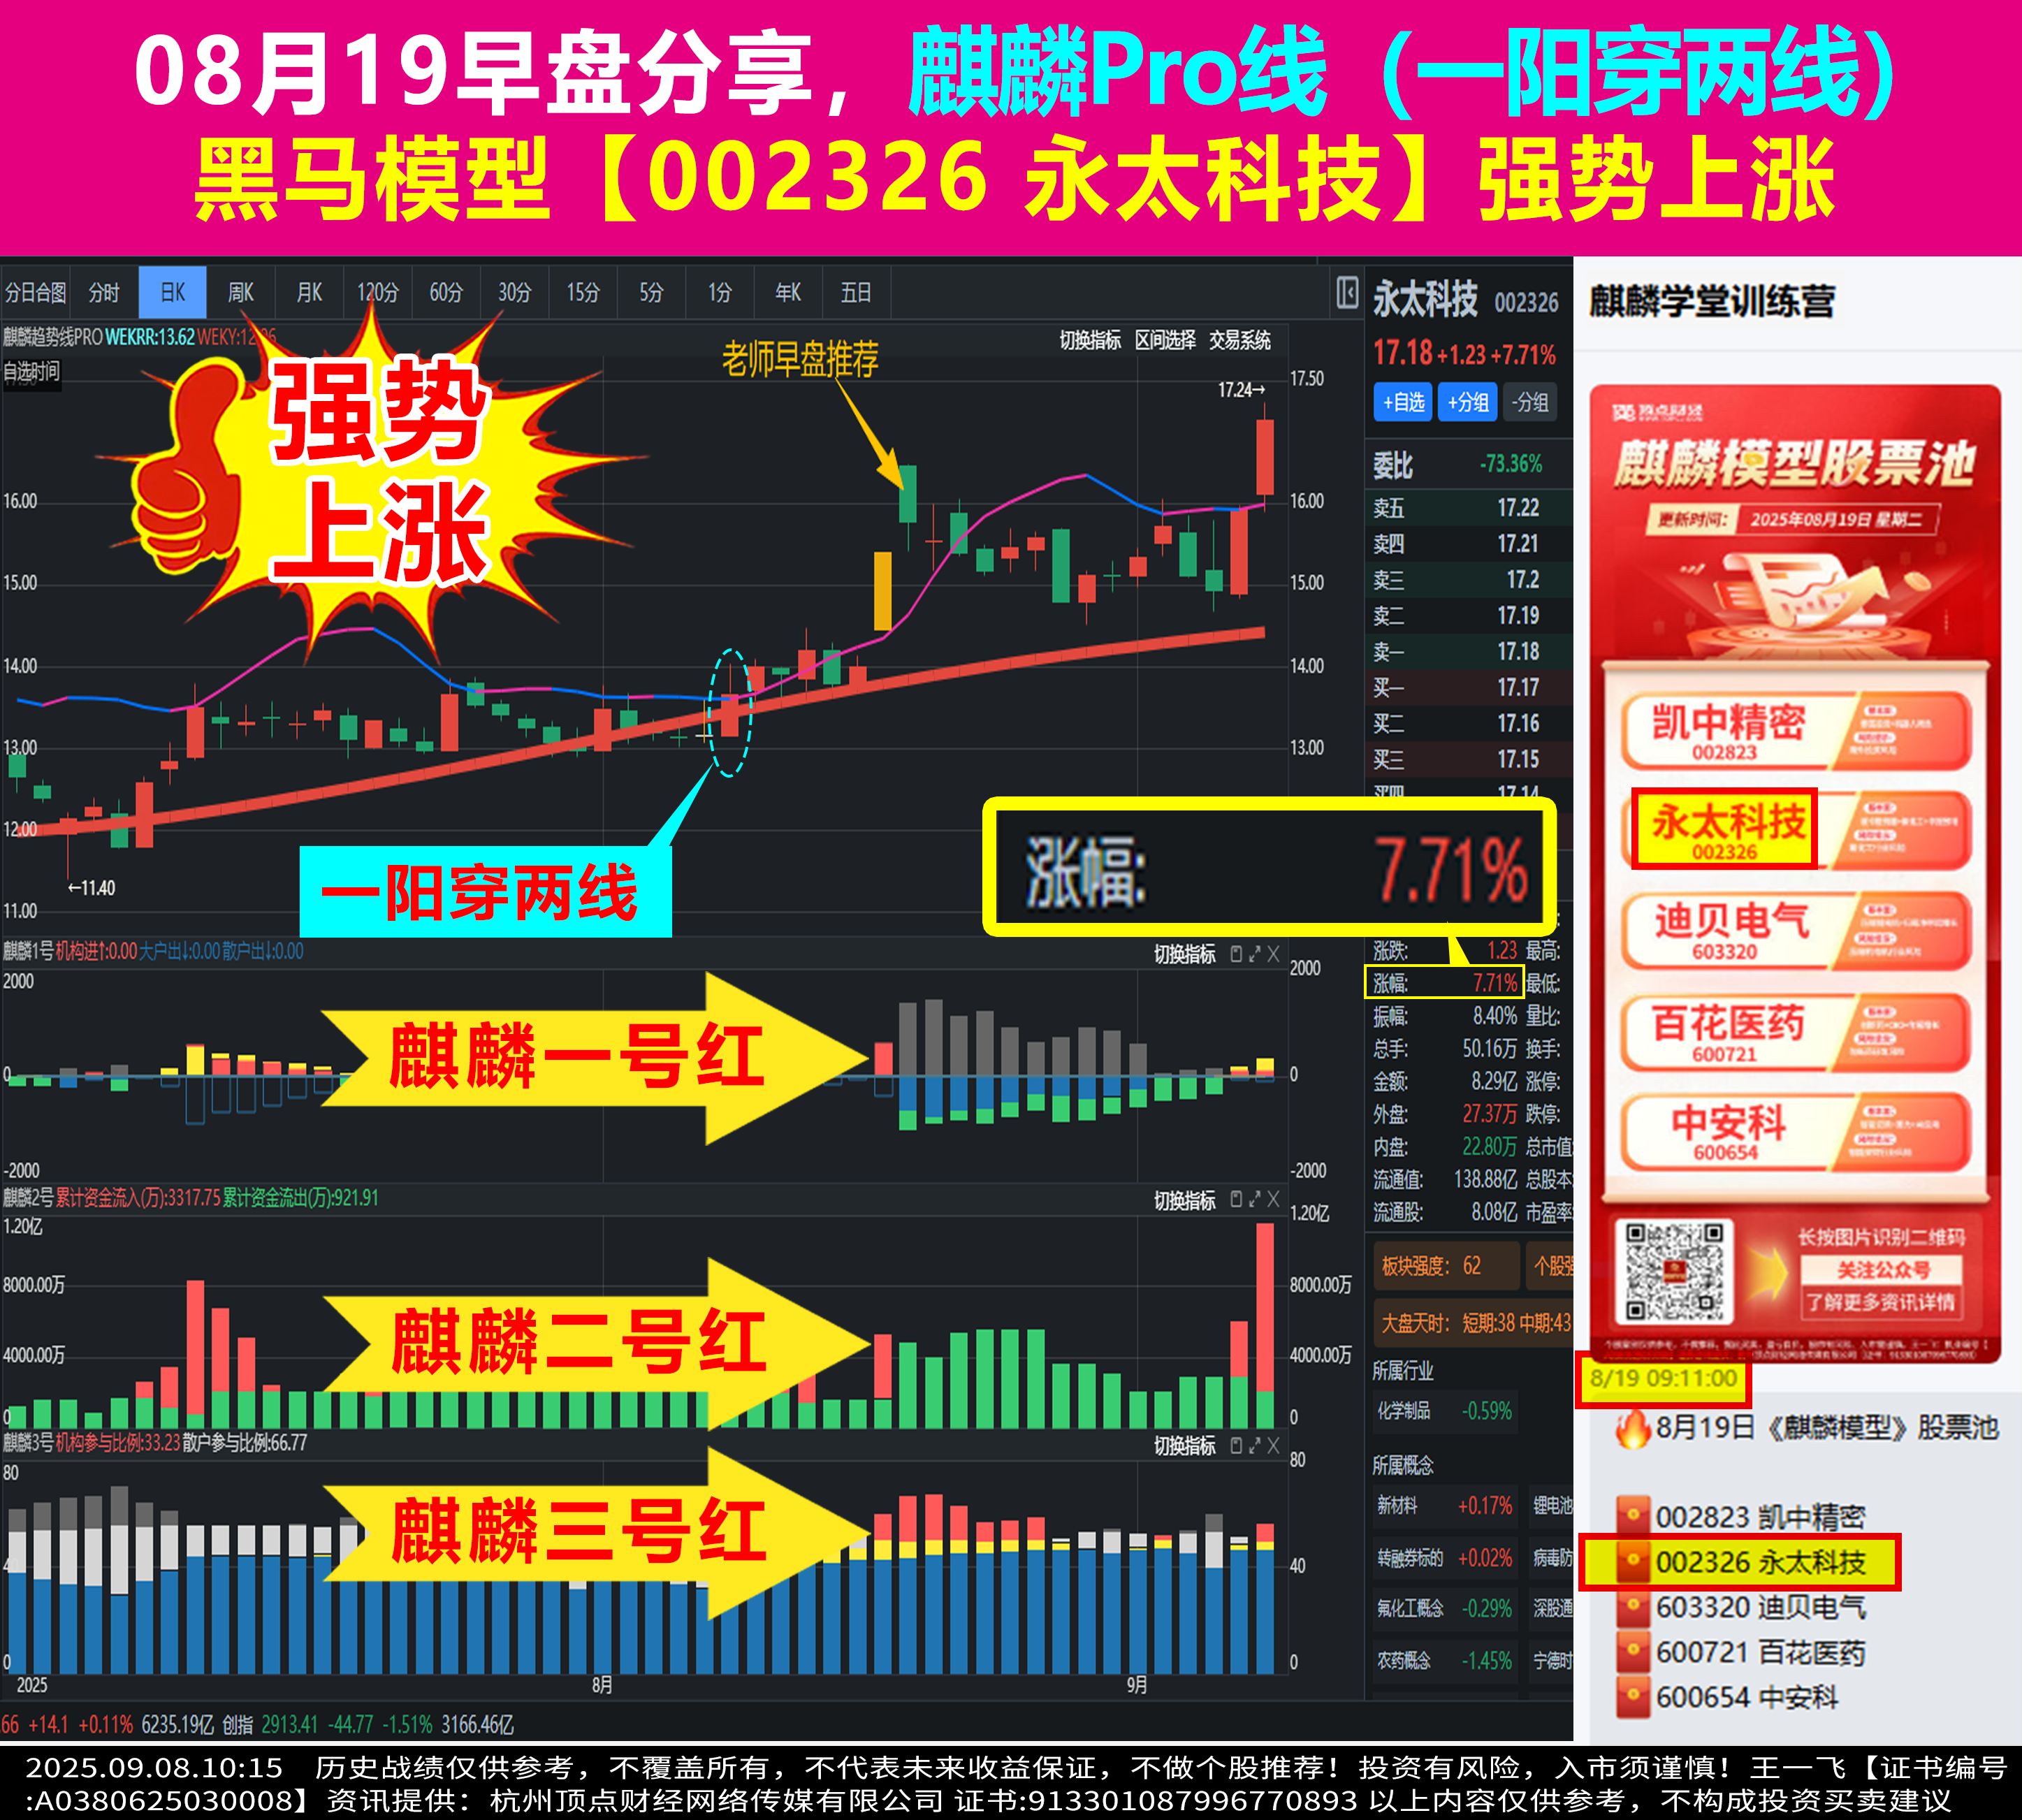 08月19早盘分享，麒麟Pro线（一阳穿两线）
黑马模型【002326 永太科技】强势上涨
分日合图 分时 日K 周K 月K 120分 60分 30分 15分 5分 1分 年K 五日
麒麟趋势线PRO WEKRR:13.62 WEKY:12
自选时间
切换指标 区间选择 交易系统
强势
上涨
老师早盘推荐
17.24→
17.50
16.00 16.00
15.00 15.00
14.00 14.00
13.00 13.00
12.00
←11.40
11.00
一阳穿两线
涨幅: 7.71%
麒麟1号 机构进↑:0.00 大户出↓:0.00 散户出↓:0.00
切换指标
2000 2000
0 0
-2000 -2000
麒麟一号红
麒麟2号 累计资金流入(万):3317.75 累计资金流出(万):921.91
切换指标
1.20亿 1.20亿
8000.00万 8000.00万
4000.00万 4000.00万
0 0
麒麟二号红
麒麟3号 机构参与比例:33.23 散户参与比例:66.77
切换指标
80 80
40
0 0
麒麟三号红
2025 8月 9月
.66 +14.1 +0.11% 6235.19亿 创指 2913.41 -44.77 -1.51% 3166.46亿
永太科技 002326
17.18 +1.23 +7.71%
+自选 +分组 -分组
委比 -73.36%
卖五 17.22
卖四 17.21
卖三 17.2
卖二 17.19
卖一 17.18
买一 17.17
买二 17.16
买三 17.15
买四 17.14
涨跌: 1.23 最高:
涨幅: 7.71% 最低:
振幅: 8.40% 量比:
总手: 50.16万 换手:
金额: 8.29亿 涨停:
外盘: 27.37万 跌停:
内盘: 22.80万 总市值
流通值: 138.88亿 总股本
流通股: 8.08亿 市盈率
板块强度: 62 个股强
大盘天时: 短期:38 中期:43
所属行业
化学制品 -0.59%
所属概念
新材料 +0.17% 锂电池
转融券标的 +0.02% 病毒防
氟化工概念 -0.29% 深股通
农药概念 -1.45% 宁德时
麒麟学堂训练营
顶点财经
麒麟模型股票池
更新时间： 2025年08月19日 星期二
凯中精密
002823
永太科技
002326
迪贝电气
603320
百花医药
600721
中安科
600654
长按图片识别二维码
关注公众号
了解更多资讯详情
8/19 09:11:00
8月19日《麒麟模型》股票池
002823 凯中精密
002326 永太科技
603320 迪贝电气
600721 百花医药
600654 中安科
2025.09.08.10:15 历史战绩仅供参考，不覆盖所有，不代表未来收益保证，不做个股推荐！投资有风险，入市须谨慎！王一飞【证书编号
:A0380625030008】资讯提供：杭州顶点财经网络传媒有限公司 证书:913301087996770893 以上内容仅供参考，不构成投资买卖建议